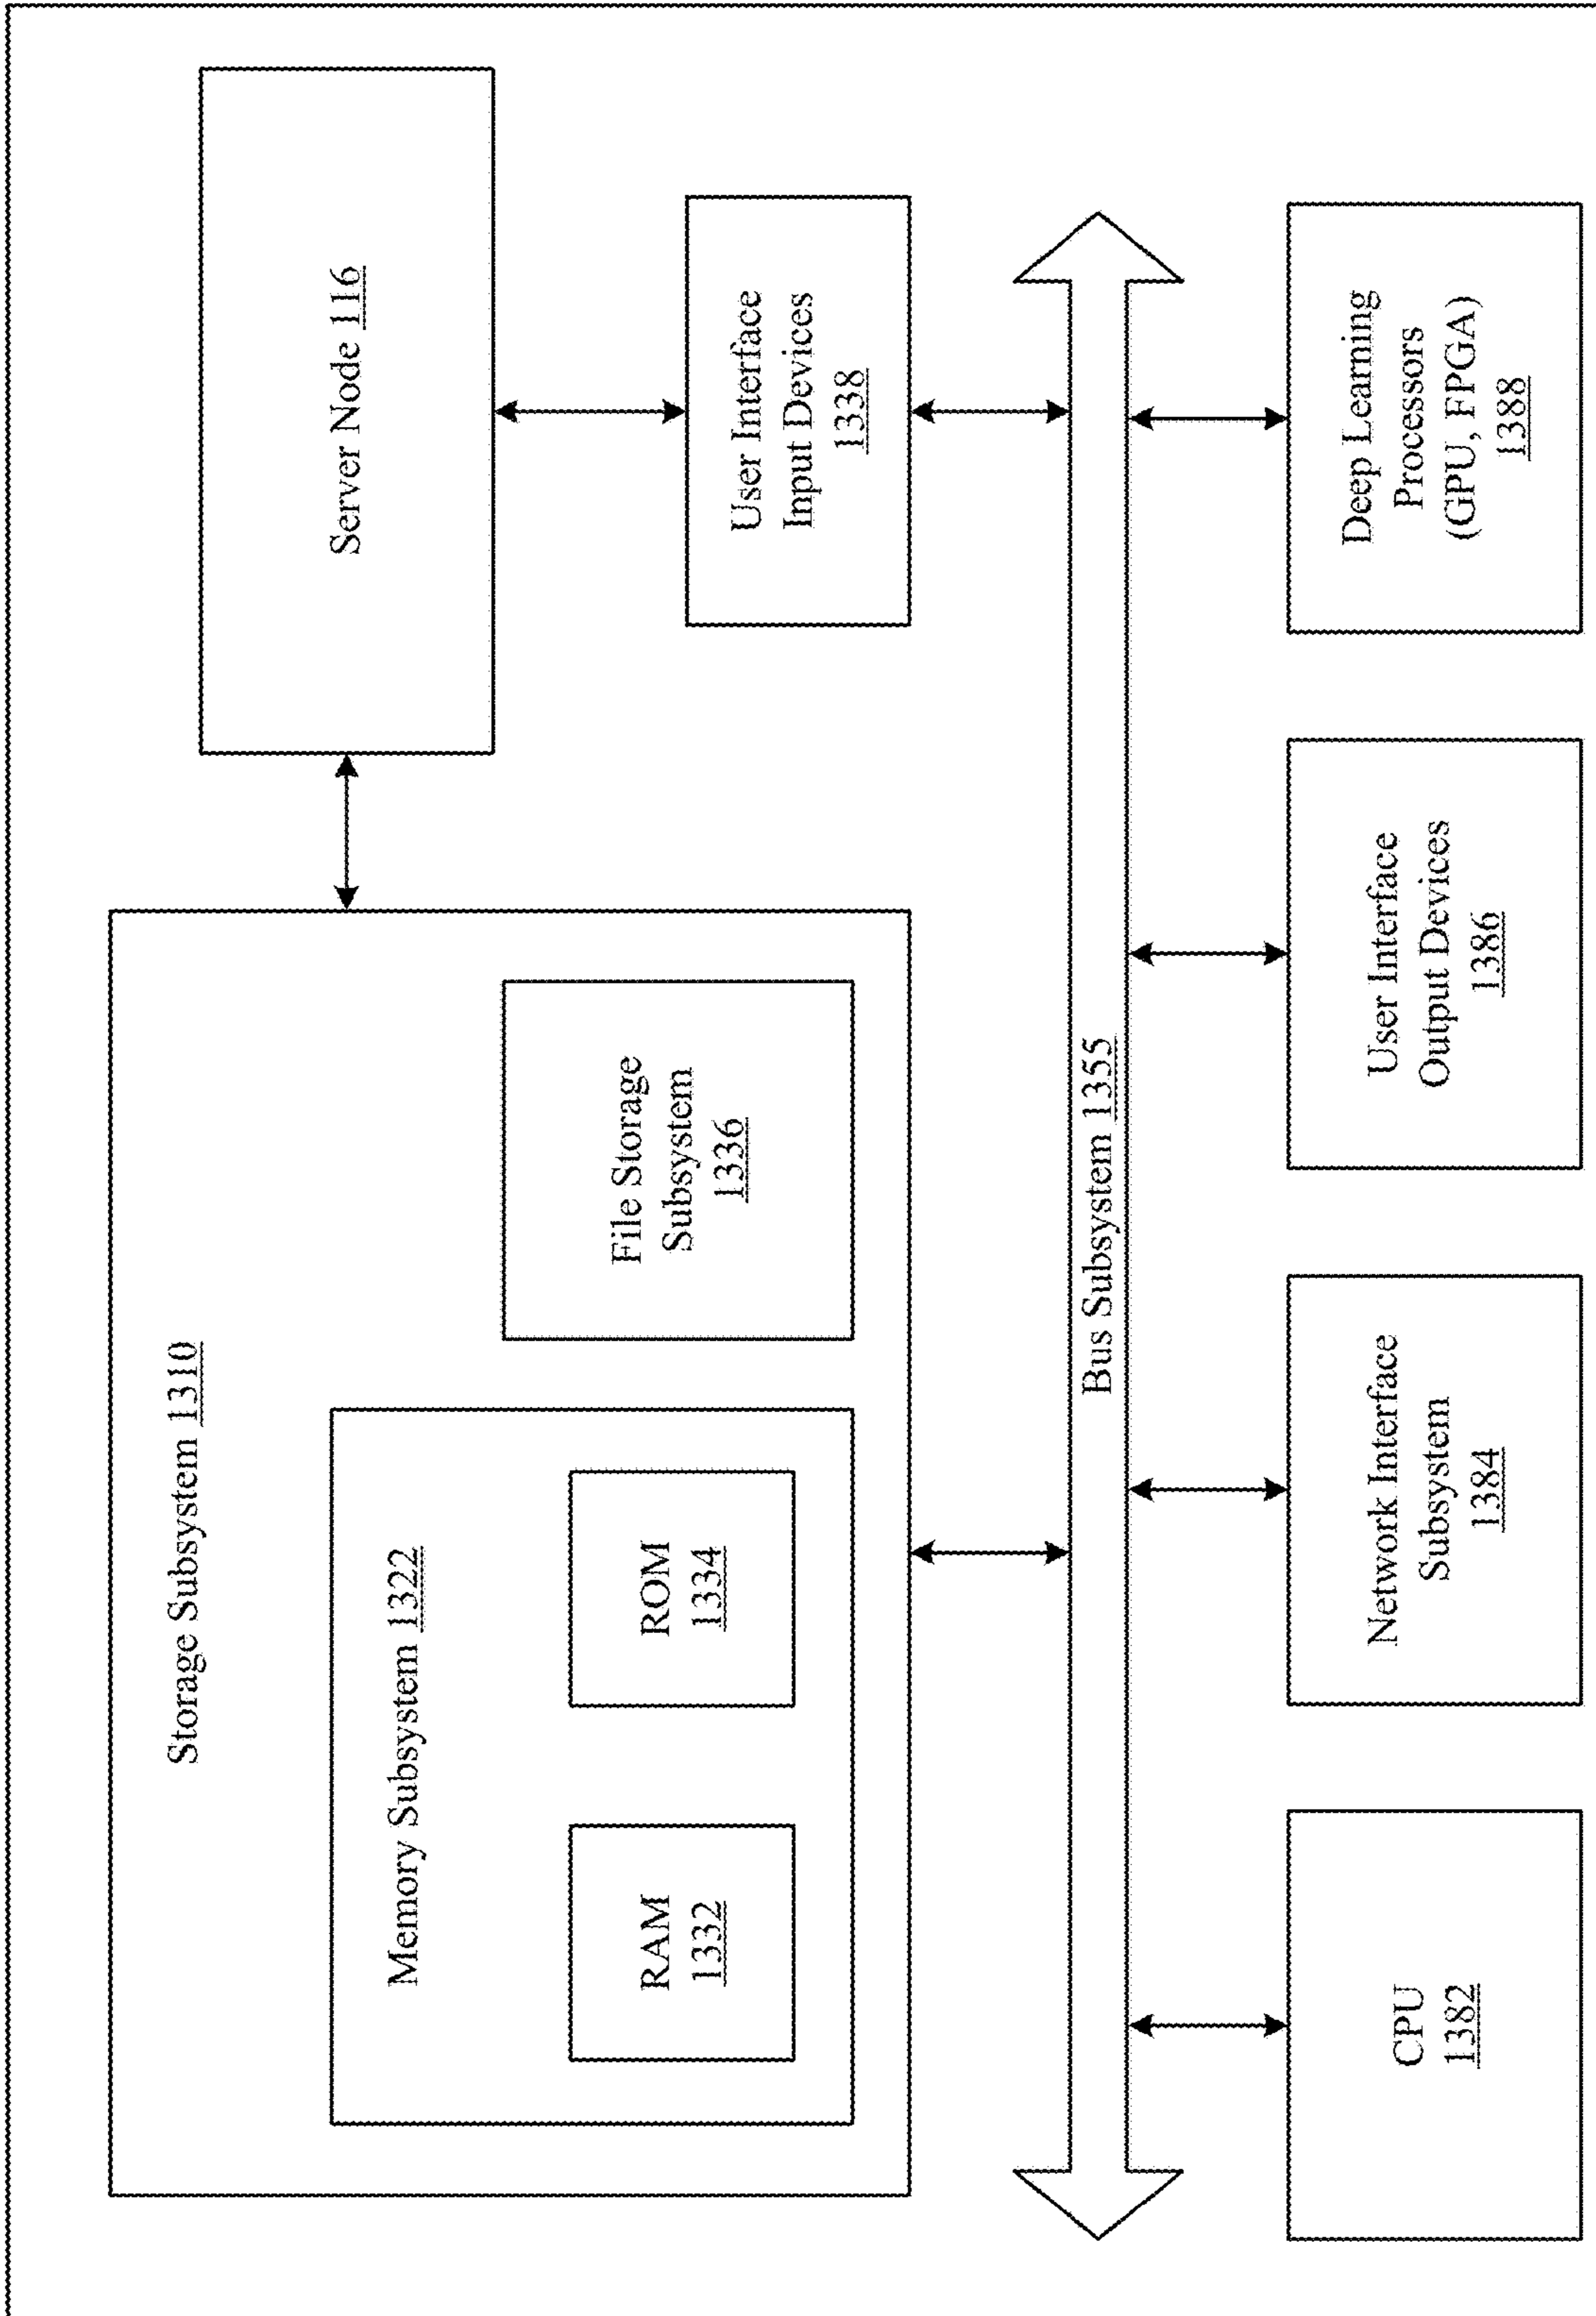 Storage Subsystem 1310
Memory Subsystem 1322
RAM
1332
ROM
1334
File Storage
Subsystem
1336
Server Node 116
User Interface
Input Devices
1338
Bus Subsystem 1355
CPU
1382
Network Interface
Subsystem
1384
User Interface
Output Devices
1386
Deep Learning
Processors
(GPU, FPGA)
1388